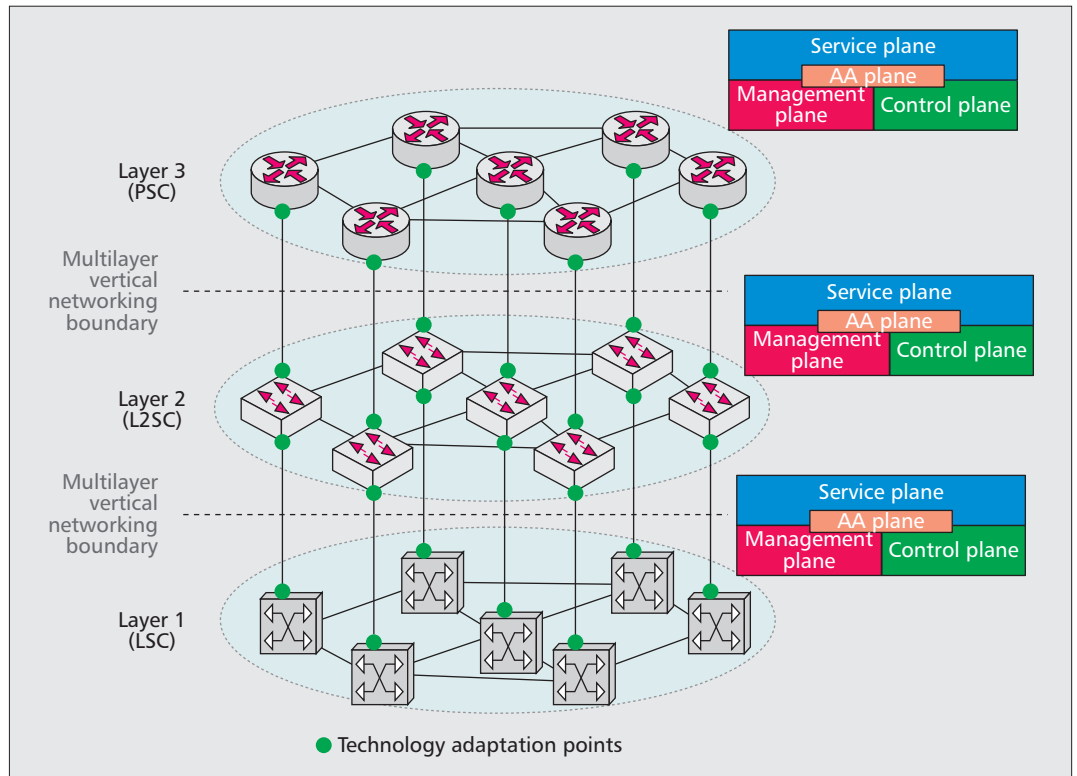 Service plane
AA plane
Management
plane
Control plane
Layer 3
(PSC)
Multilayer
vertical
networking
boundary
Service plane
AA plane
Management
plane
Control plane
Layer 2
(L2SC)
Multilayer
vertical
networking
boundary
Service plane
AA plane
Management
plane
Control plane
Layer 1
(LSC)
Technology adaptation points